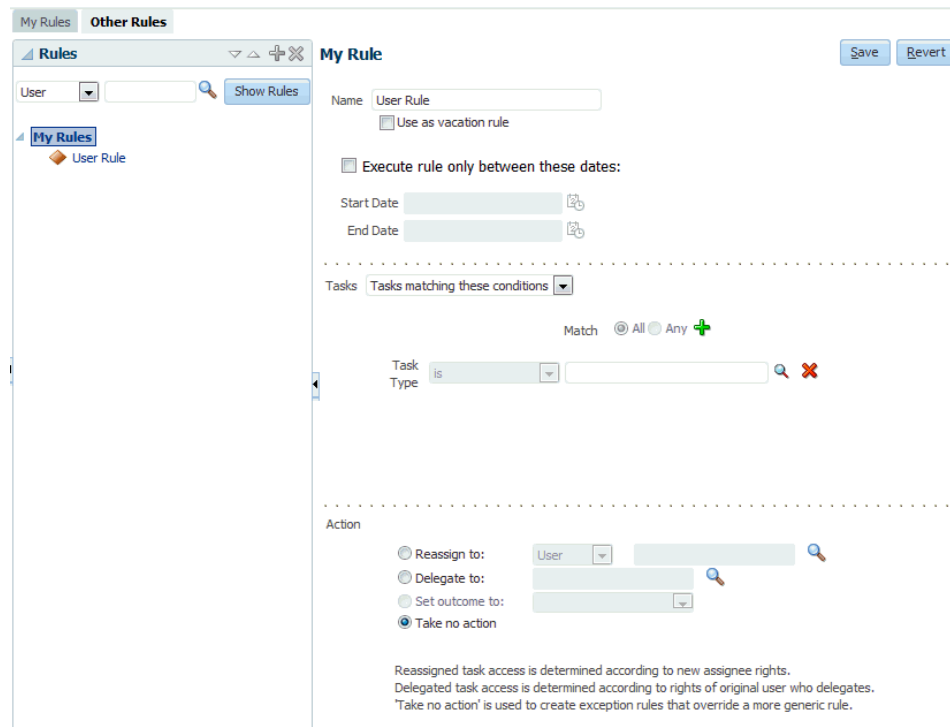 My Rules Other Rules
Rules
User Show Rules
My Rules
User Rule
My Rule Save Revert
Name User Rule
Use as vacation rule
Execute rule only between these dates:
Start Date
End Date
Tasks Tasks matching these conditions
Match All Any
Task
Type is
Action
Reassign to: User
Delegate to:
Set outcome to:
Take no action
Reassigned task access is determined according to new assignee rights.
Delegated task access is determined according to rights of original user who delegates.
'Take no action' is used to create exception rules that override a more generic rule.